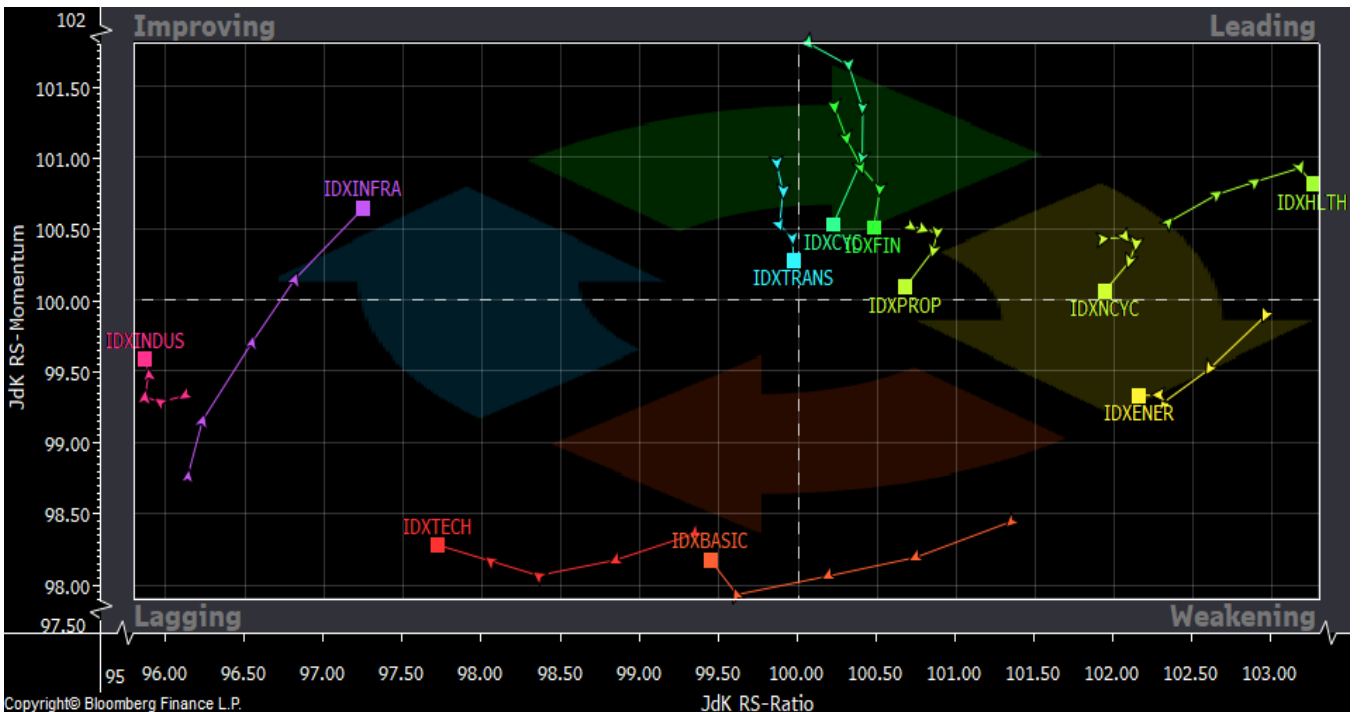 Improving
Leading
102
101.50
101.00
100.50
100.00
99.50
99.00
98.50
98.00
97.50
JdK RS-Momentum
IDXINFRA
IDXHLTH
IDXCYC
IDXFIN
IDXTRANS
IDXPROP
IDXNCYC
IDXINDUS
IDXENER
IDXTECH
IDXBASIC
Lagging
Weakening
95 96.00 96.50 97.00 97.50 98.00 98.50 99.00 99.50 100.00 100.50 101.00 101.50 102.00 102.50 103.00
JdK RS-Ratio
Copyright© Bloomberg Finance L.P.